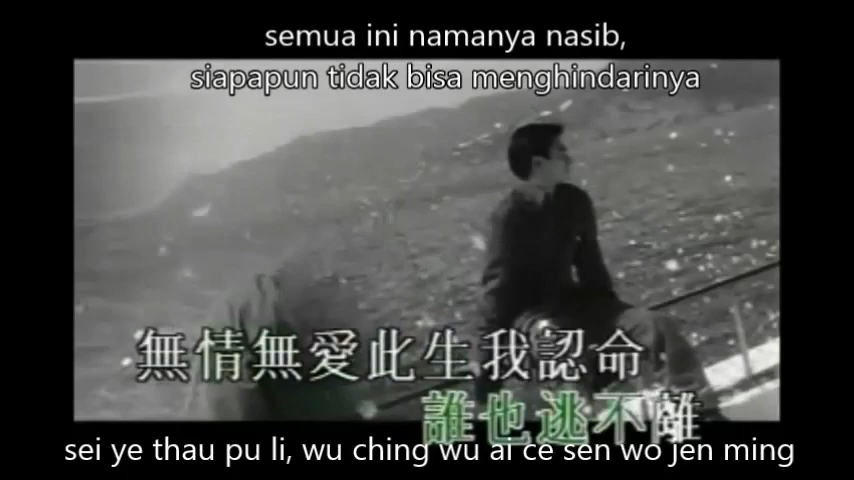 semua ini namanya nasib,
siapapun tidak bisa menghindarinya
無情無愛此生我認命
誰也逃不離
sei ye thau pu li, wu ching wu ai ce sen wo jen ming